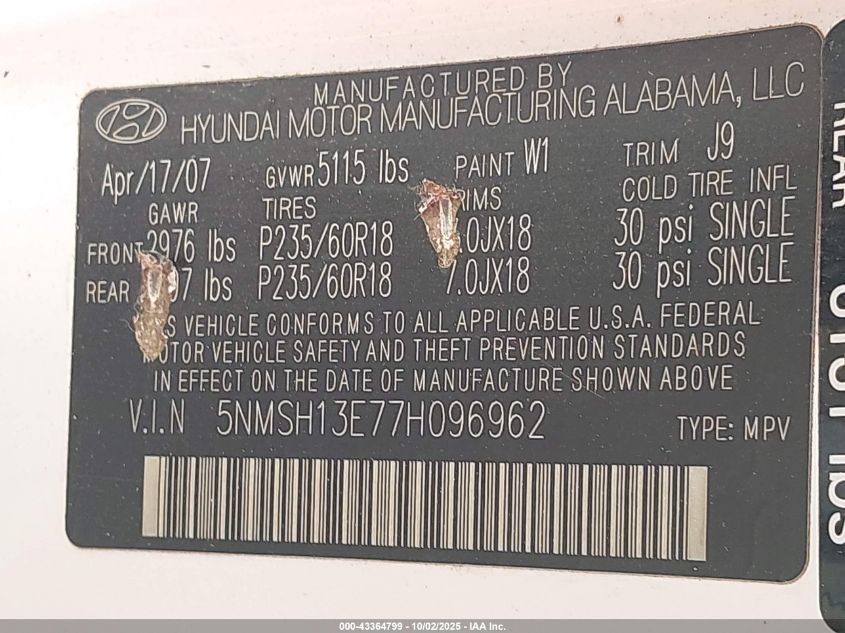 MANUFACTURED BY
HYUNDAI MOTOR MANUFACTURING ALABAMA, LLC
Apr/17/07 GVWR 5115 lbs PAINT W1 TRIM J9
GAWR TIRES RIMS COLD TIRE INFL
FRONT 2976 lbs P235/60R18 7.0JX18 30 psi SINGLE
REAR lbs P235/60R18 7.0JX18 30 psi SINGLE
VEHICLE CONFORMS TO ALL APPLICABLE U.S.A. FEDERAL
MOTOR VEHICLE SAFETY AND THEFT PREVENTION STANDARDS
IN EFFECT ON THE DATE OF MANUFACTURE SHOWN ABOVE
V.I.N 5NMSH13E77H096962 TYPE: MPV
REAR
lbs
000-43364799 - 10/02/2025 - IAA Inc.